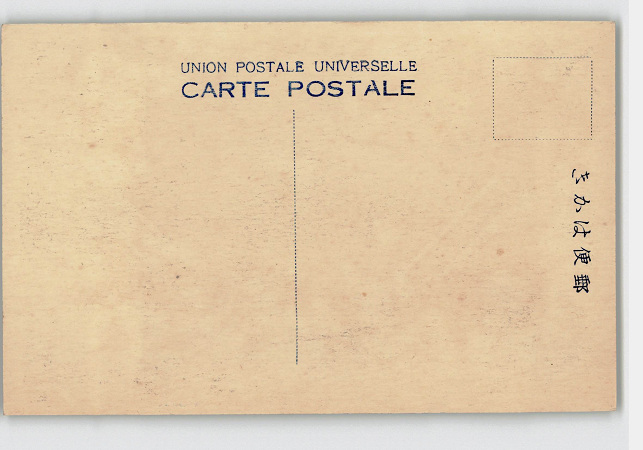 UNION POSTALE UNIVERSELLE
CARTE POSTALE
郵便はかき